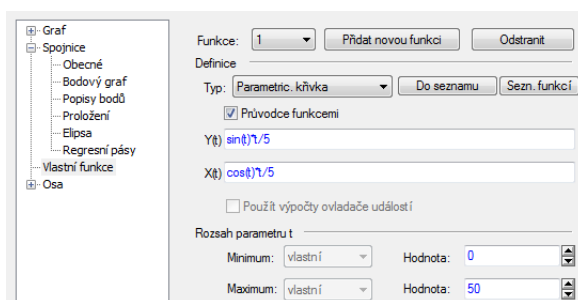 Graf
Spojnice
Obecné
Bodový graf
Popisy bodů
Proložení
Elipsa
Regresní pásy
Vlastní funkce
Osa
Funkce: 1 Přidat novou funkci Odstranit
Definice
Typ: Parametric. křivka Do seznamu Sezn. funkcí
Průvodce funkcemi
Y(t) sin(t)*t/5
X(t) cos(t)*t/5
Použít výpočty ovladače událostí
Rozsah parametru t
Minimum: vlastní Hodnota: 0
Maximum: vlastní Hodnota: 50